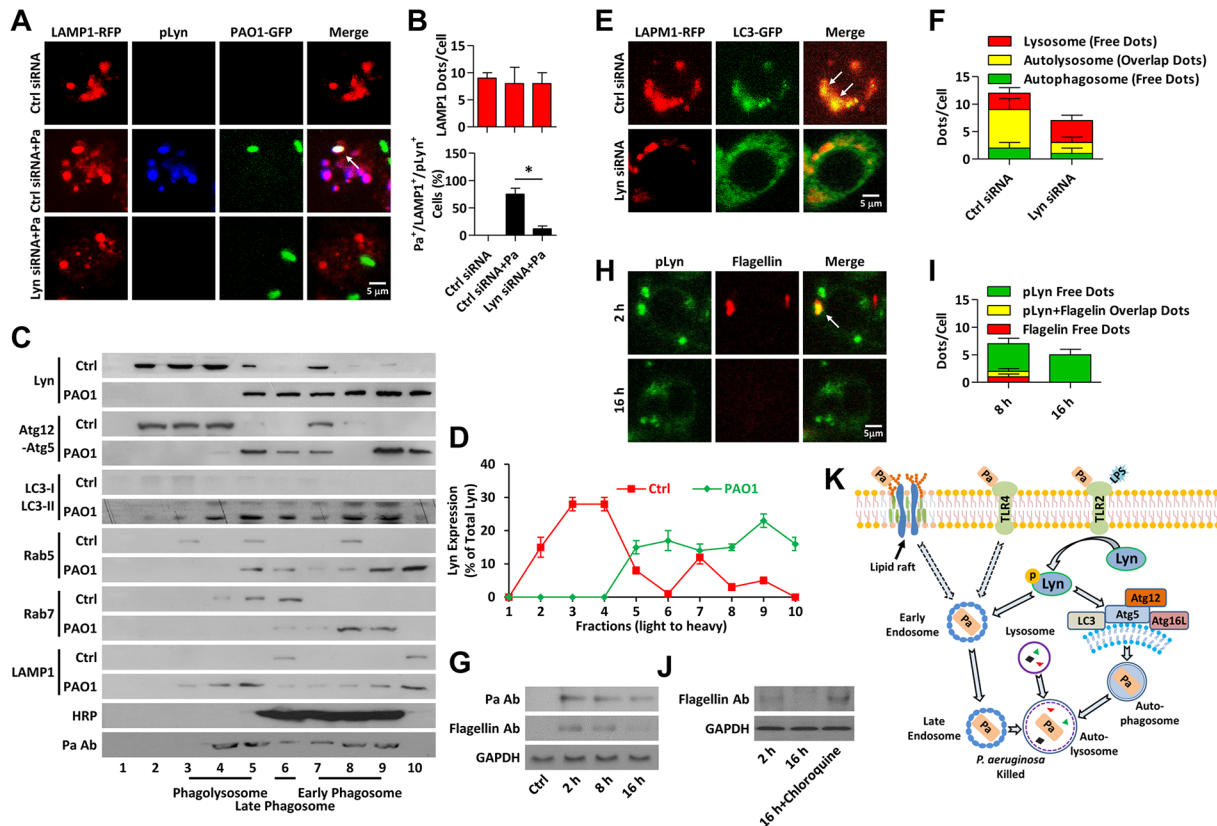 A
LAMP1-RFP pLyn PAO1-GFP Merge
Ctrl siRNA
Ctrl siRNA+Pa
Lyn siRNA+Pa
5 µm
B
LAMP1 Dots/Cell
15
10
5
0
Pa+/LAMP1+/pLyn+
Cells (%)
150
100
50
0
*
Ctrl siRNA
Ctrl siRNA+Pa
Lyn siRNA+Pa
E
LAPM1-RFP LC3-GFP Merge
Ctrl siRNA
Lyn siRNA
5 µm
F
Lysosome (Free Dots)
Autolysosome (Overlap Dots)
Autophagosome (Free Dots)
Dots/Cell
15
10
5
0
Ctrl siRNA
Lyn siRNA
H
pLyn Flagellin Merge
2 h
16 h
5µm
I
pLyn Free Dots
pLyn+Flagelin Overlap Dots
Flagelin Free Dots
Dots/Cell
15
10
5
0
8 h
16 h
C
Lyn
Ctrl
PAO1
Atg12
-Atg5
Ctrl
PAO1
LC3-I
LC3-II
Ctrl
PAO1
Rab5
Ctrl
PAO1
Rab7
Ctrl
PAO1
LAMP1
Ctrl
PAO1
HRP
Pa Ab
1 2 3 4 5 6 7 8 9 10
Phagolysosome
Late Phagosome
Early Phagosome
D
Lyn Expression
(% of Total Lyn)
40
30
20
10
0
Ctrl
PAO1
1 2 3 4 5 6 7 8 9 10
Fractions (light to heavy)
G
Pa Ab
Flagellin Ab
GAPDH
Ctrl
2 h
8 h
16 h
J
Flagellin Ab
GAPDH
2 h
16 h
16 h+Chloroquine
K
Pa
Pa
Pa
LPS
TLR4
TLR2
Lipid raft
Lyn
P
Lyn
Atg12
LC3
Atg5
Atg16L
Early
Endosome
Pa
Lysosome
Pa
Auto-
phagosome
Late
Endosome
Pa
Pa
Auto-
lysosome
P. aeruginosa
Killed